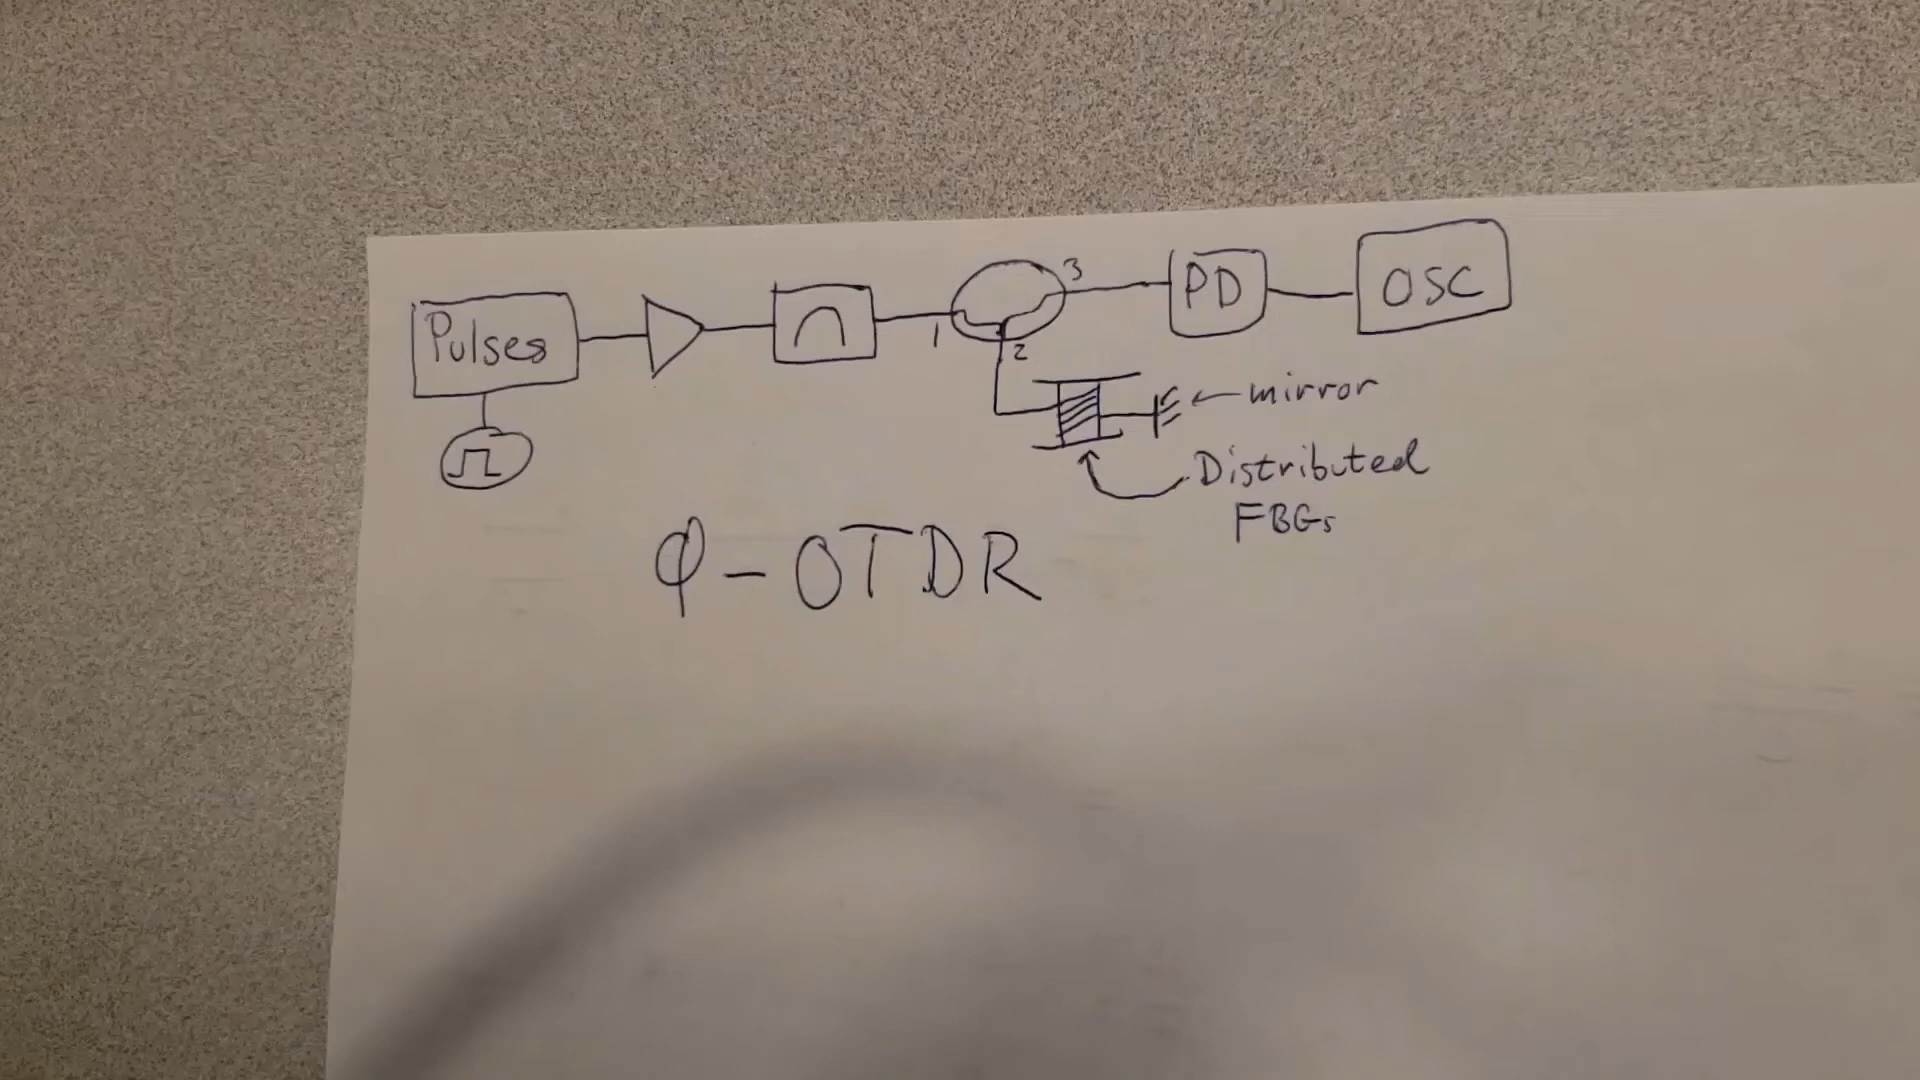 Pulses
1
2
3
PD
OSC
mirror
Distributed
FBGs
φ-OTDR